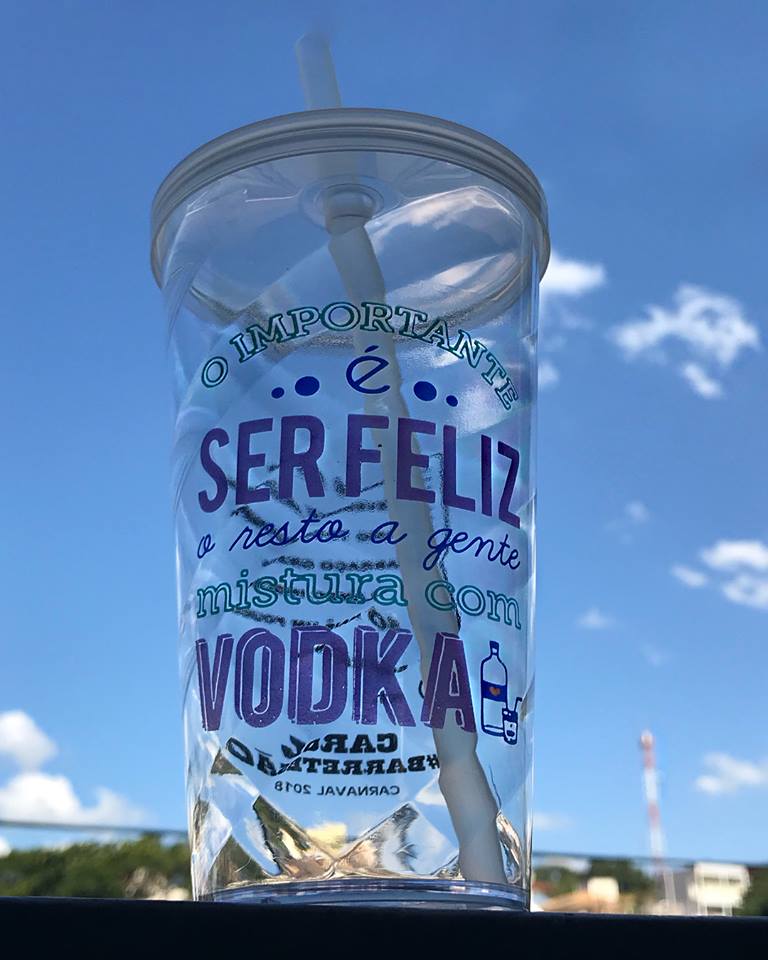 O IMPORTANTE
é
SER FELIZ
o resto a gente
mistura com
VODKA
CARNAVAL 2018